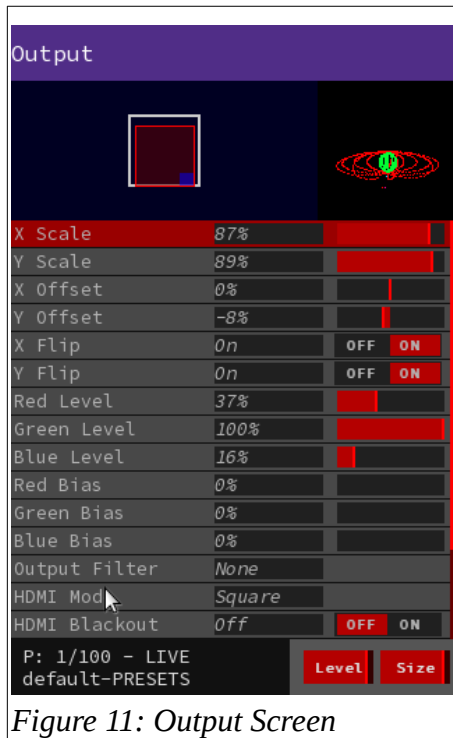 Output
X Scale 87%
Y Scale 89%
X Offset 0%
Y Offset -8%
X Flip On OFF ON
Y Flip On OFF ON
Red Level 37%
Green Level 100%
Blue Level 16%
Red Bias 0%
Green Bias 0%
Blue Bias 0%
Output Filter None
HDMI Mod Square
HDMI Blackout Off OFF ON
P: 1/100 - LIVE
default-PRESETS
Level Size
Figure 11: Output Screen